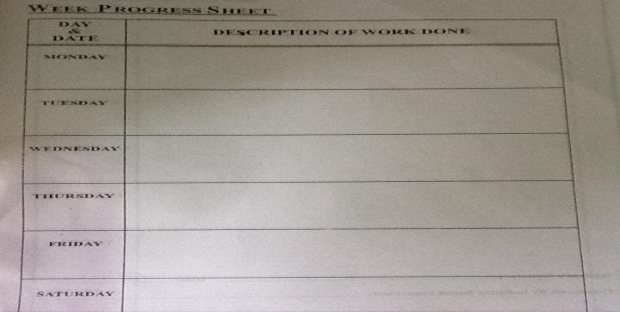 WEEK PROGRESS SHEET
DAY
&
DATE
DESCRIPTION OF WORK DONE
MONDAY
TUESDAY
WEDNESDAY
THURSDAY
FRIDAY
SATURDAY